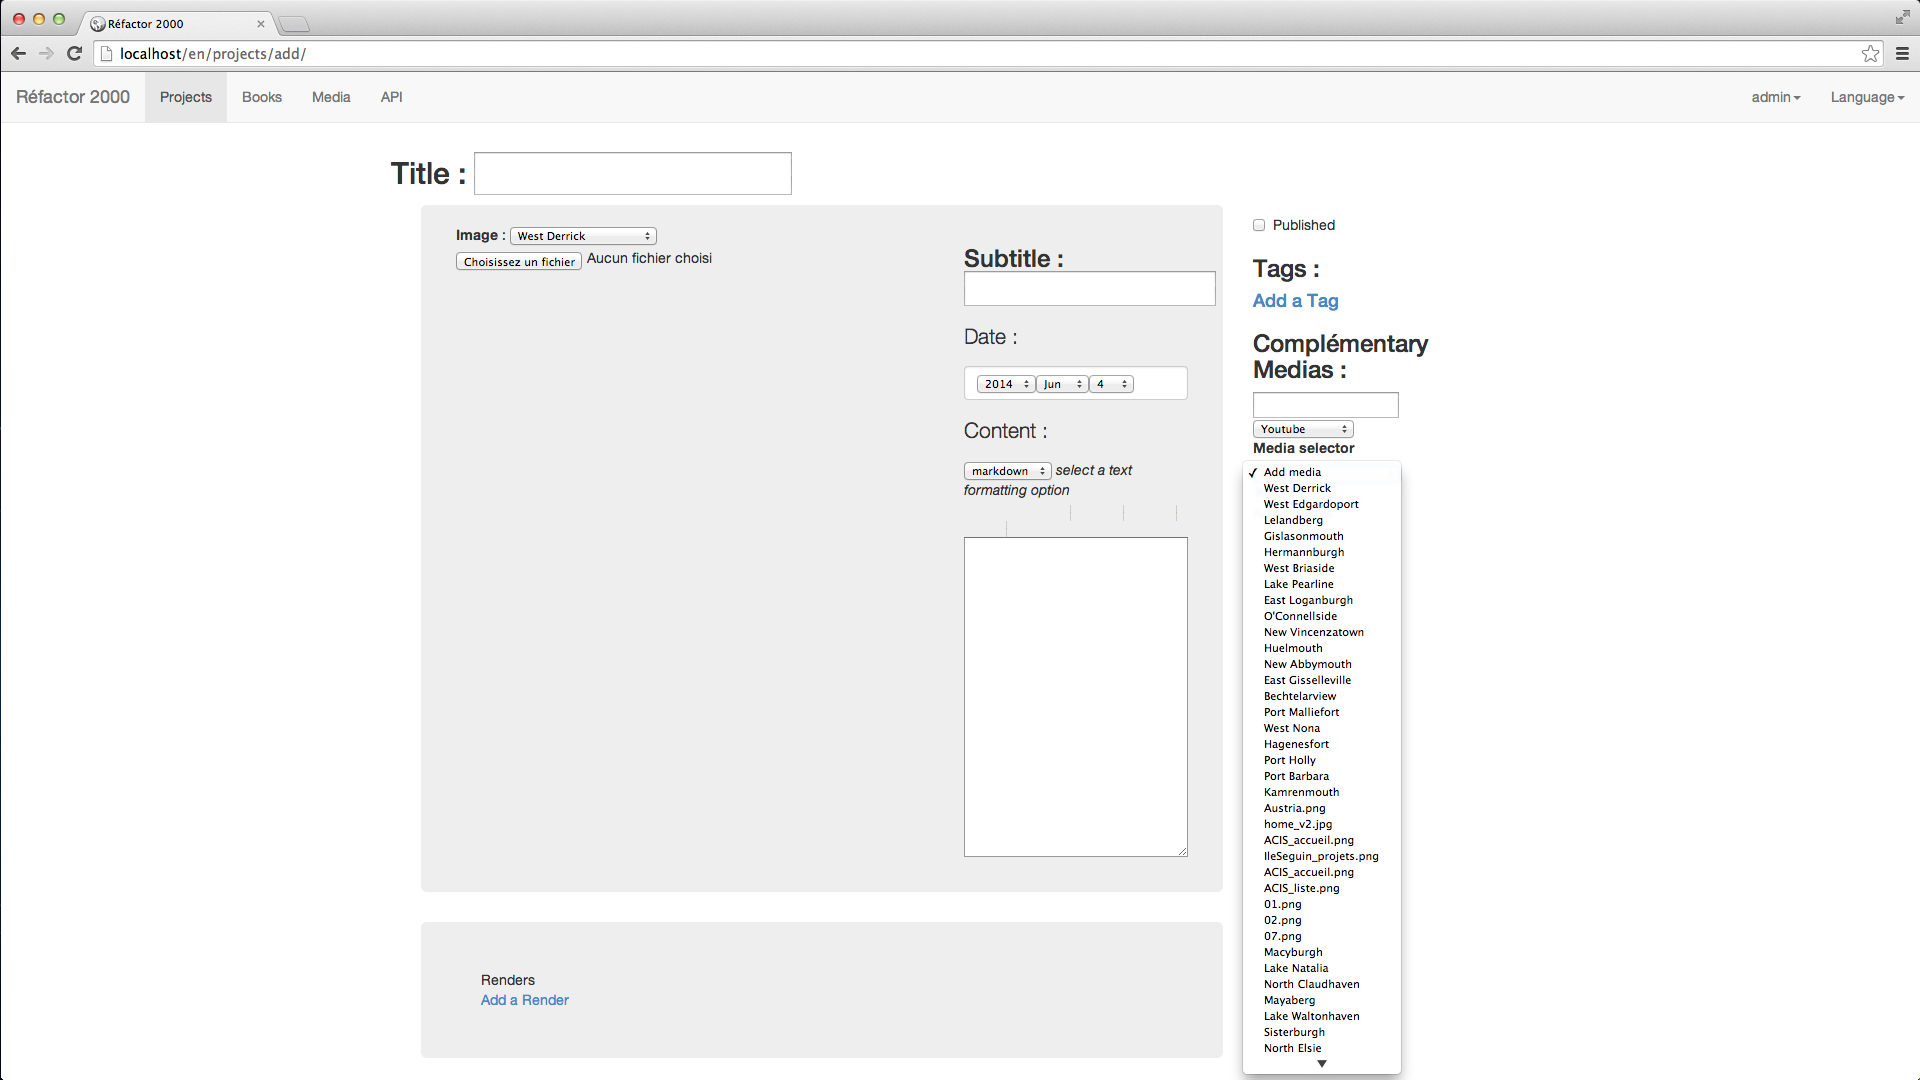 Réfactor 2000
localhost/en/projects/add/
Réfactor 2000 Projects Books Media API admin Language
Title :
Image : West Derrick
Choisissez un fichier Aucun fichier choisi
Subtitle :
Date :
2014 Jun 4
Content :
markdown select a text
formatting option
Renders
Add a Render
Published
Tags :
Add a Tag
Complémentary
Medias :
Youtube
Media selector
✓ Add media
West Derrick
West Edgardoport
Lelandberg
Gislasonmouth
Hermannburgh
West Briaside
Lake Pearline
East Loganburgh
O'Connellside
New Vincenzatown
Huelmouth
New Abbymouth
East Gisselleville
Bechtelarview
Port Malliefort
West Nona
Hagenesfort
Port Holly
Port Barbara
Kamrenmouth
Austria.png
home_v2.jpg
ACIS_accueil.png
IleSeguin_projets.png
ACIS_accueil.png
ACIS_liste.png
01.png
02.png
07.png
Macyburgh
Lake Natalia
North Claudhaven
Mayaberg
Lake Waltonhaven
Sisterburgh
North Elsie